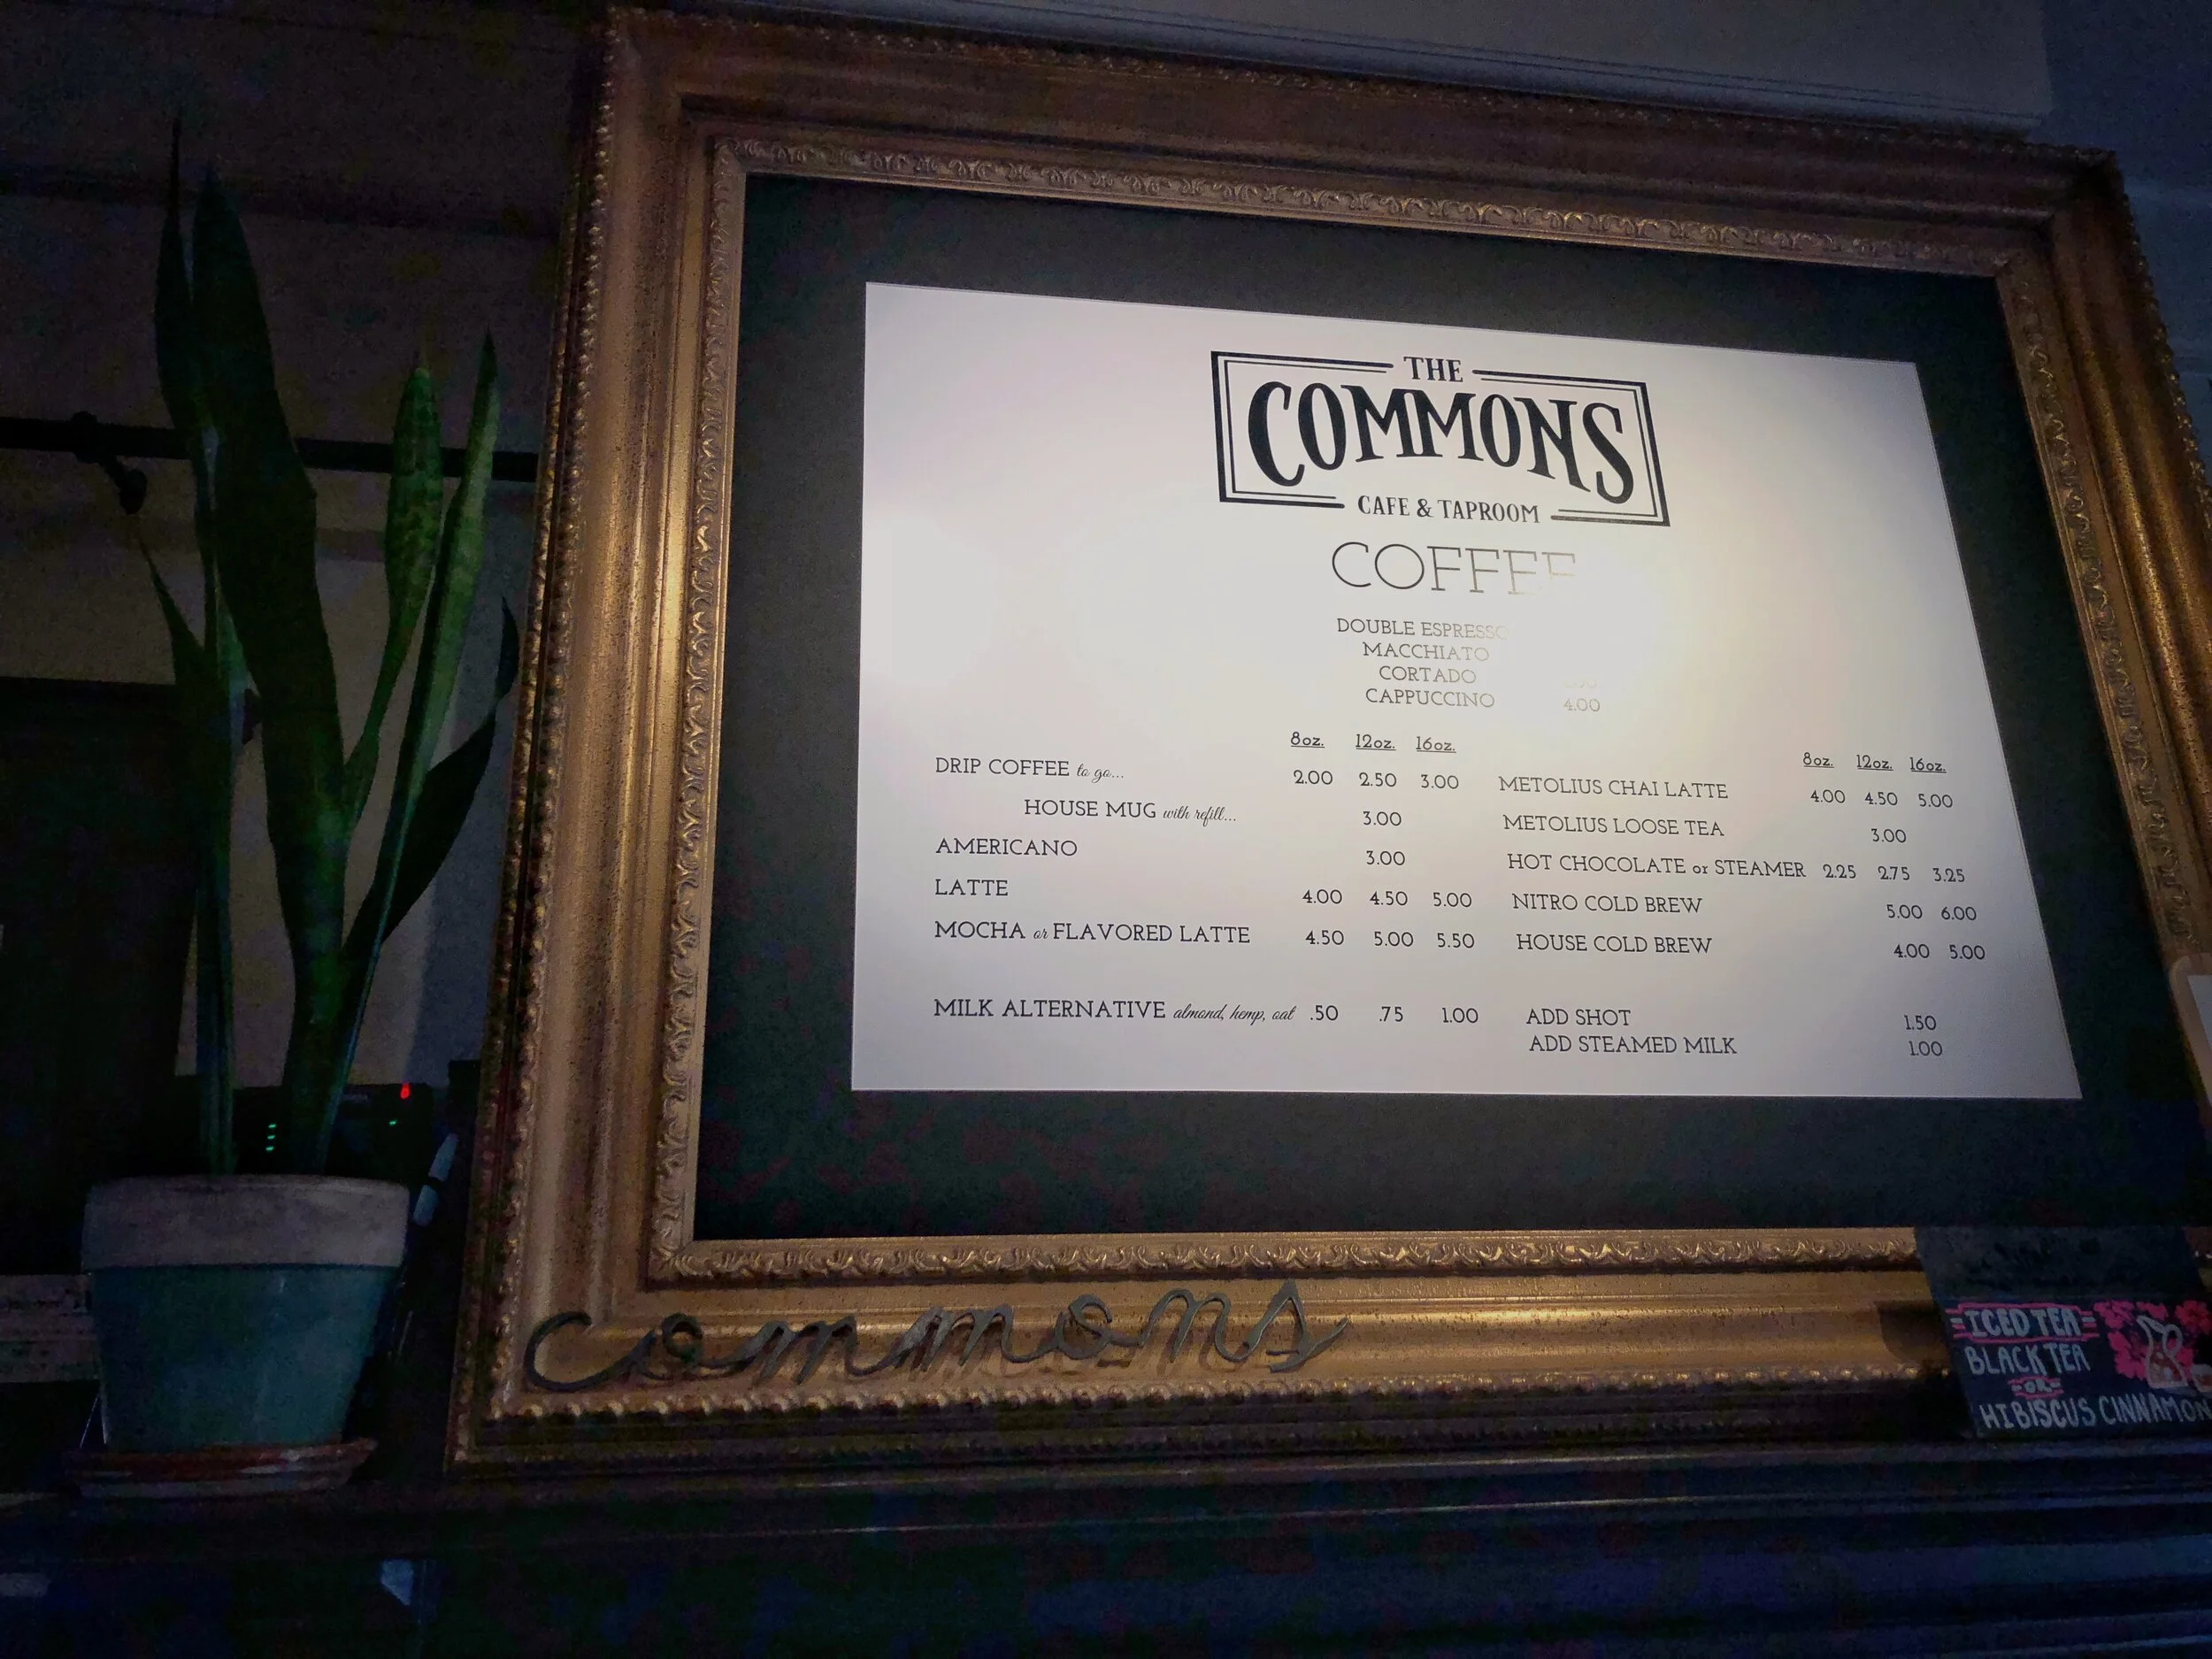 THE
COMMONS
CAFE & TAPROOM
COFFEE
DOUBLE ESPRESSO
MACCHIATO
CORTADO
CAPPUCCINO 4.00
8oz. 12oz. 16oz.
DRIP COFFEE to go... 2.00 2.50 3.00
HOUSE MUG with refill... 3.00
AMERICANO 3.00
LATTE 4.00 4.50 5.00
MOCHA or FLAVORED LATTE 4.50 5.00 5.50
MILK ALTERNATIVE almond, hemp, oat .50 .75 1.00
8oz. 12oz. 16oz.
METOLIUS CHAI LATTE 4.00 4.50 5.00
METOLIUS LOOSE TEA 3.00
HOT CHOCOLATE or STEAMER 2.25 2.75 3.25
NITRO COLD BREW 5.00 6.00
HOUSE COLD BREW 4.00 5.00
ADD SHOT 1.50
ADD STEAMED MILK 1.00
commons
ICED TEA
BLACK TEA
OR
HIBISCUS CINNAMON